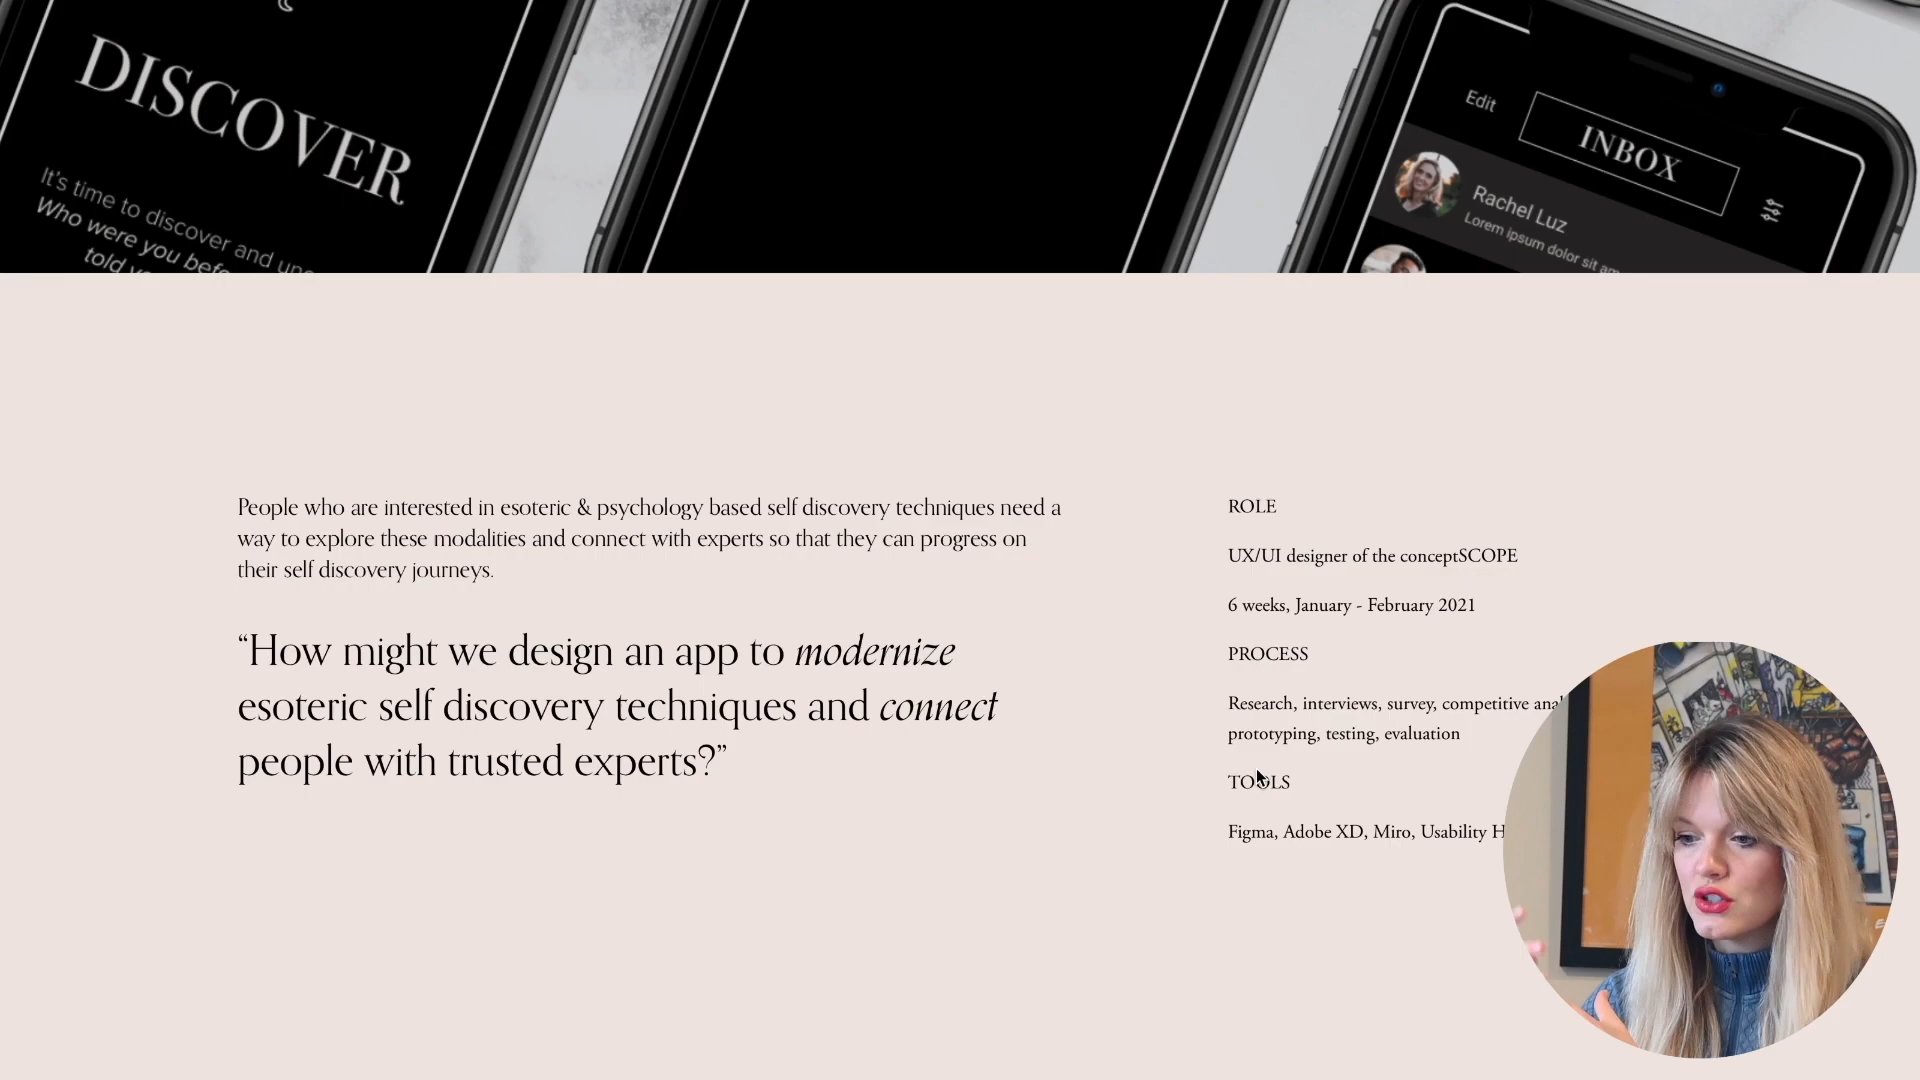 DISCOVER
It's time to discover and
Who were you
told
Edit
INBOX
Rachel Luz
Lorem ipsum dolor sit
People who are interested in esoteric & psychology based self discovery techniques need a
way to explore these modalities and connect with experts so that they can progress on
their self discovery journeys.
“How might we design an app to modernize
esoteric self discovery techniques and connect
people with trusted experts?”
ROLE
UX/UI designer of the conceptSCOPE
6 weeks, January - February 2021
PROCESS
Research, interviews, survey, competitive
prototyping, testing, evaluation
TOOLS
Figma, Adobe XD, Miro, Usability